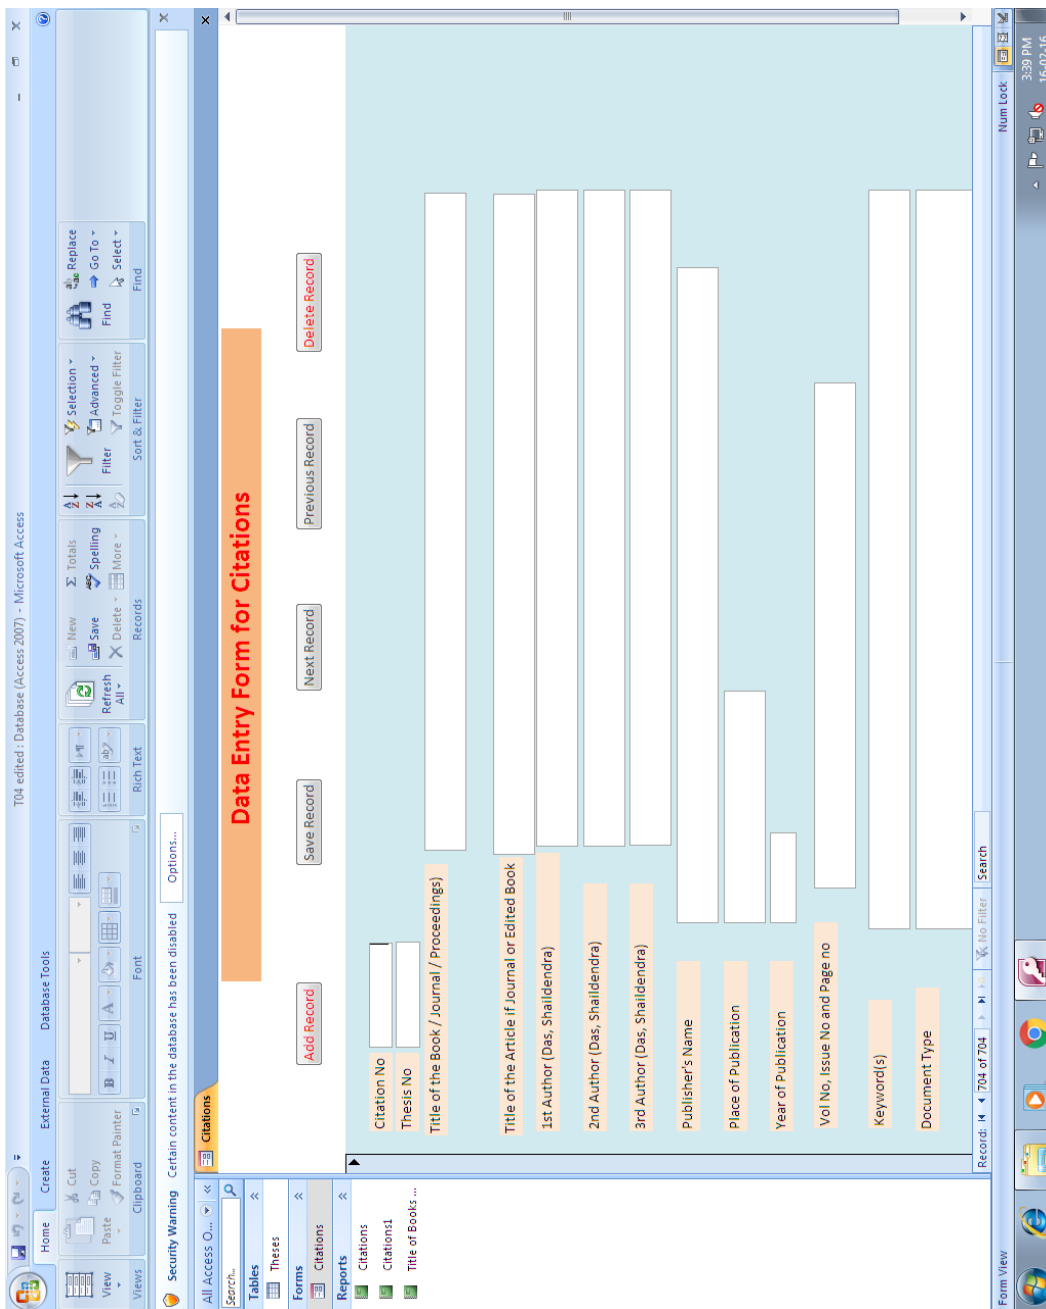 T04 edited : Database (Access 2007) - Microsoft Access
Home Create External Data Database Tools
View
Views
Paste
Cut
Copy
Format Painter
Clipboard
B I U A
Font
ab
Rich Text
Refresh All
New
Save
Delete
Totals
Spelling
More
Records
Filter
Selection
Advanced
Toggle Filter
Sort & Filter
Find
Replace
Go To
Select
Find
Security Warning Certain content in the database has been disabled Options...
All Access O...
Search...
Tables
Theses
Forms
Citations
Reports
Citations
Citations1
Title of Books ...
Citations
Data Entry Form for Citations
Add Record Save Record Next Record Previous Record Delete Record
Citation No
Thesis No
Title of the Book / Journal / Proceedings)
Title of the Article if Journal or Edited Book
1st Author (Das, Shaildendra)
2nd Author (Das, Shaildendra)
3rd Author (Das, Shaildendra)
Publisher's Name
Place of Publication
Year of Publication
Vol No, Issue No and Page no
Keyword(s)
Document Type
Record: 704 of 704 No Filter Search
Form View Num Lock
3:39 PM
16-02-16